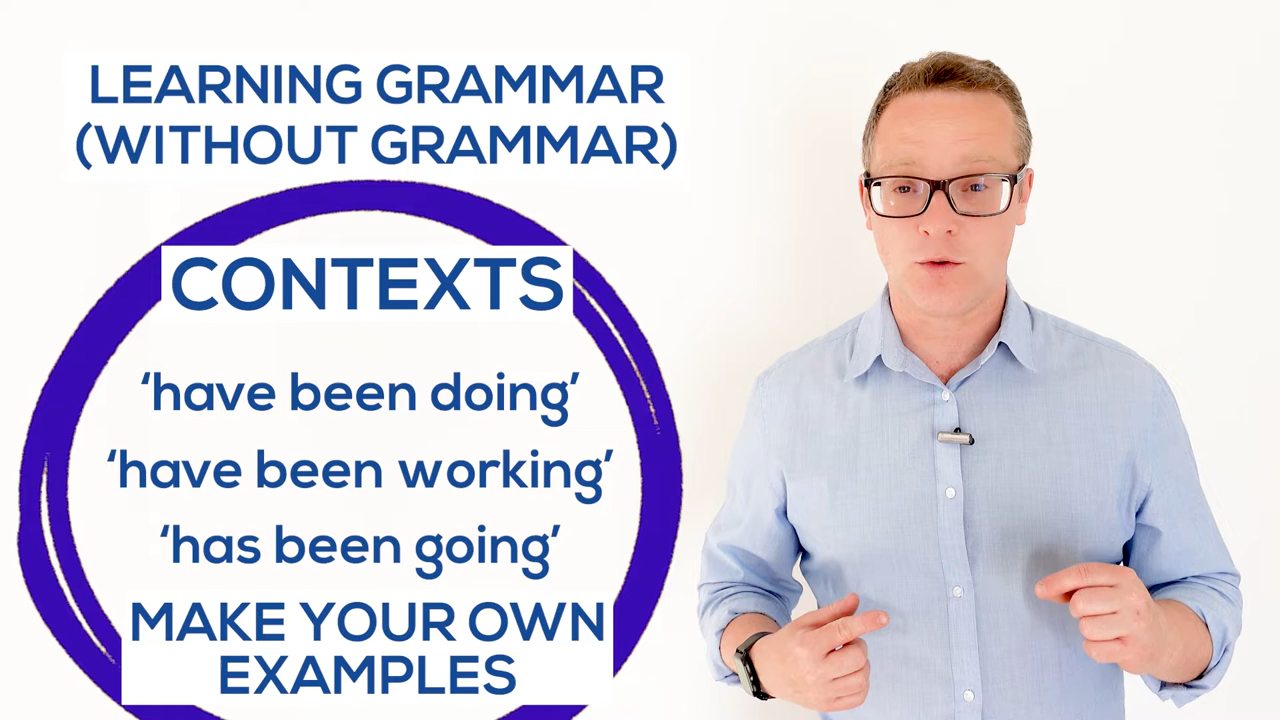 LEARNING GRAMMAR
(WITHOUT GRAMMAR)
CONTEXTS
‘have been doing’
‘have been working’
‘has been going’
MAKE YOUR OWN
EXAMPLES